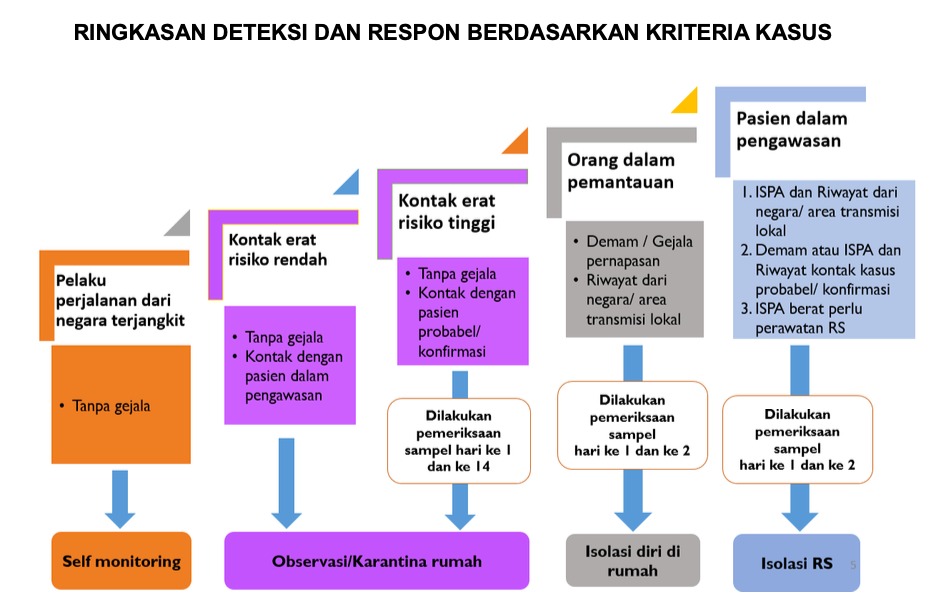 RINGKASAN DETEKSI DAN RESPON BERDASARKAN KRITERIA KASUS
Pelaku
perjalanan dari
negara terjangkit
• Tanpa gejala
Self monitoring
Kontak erat
risiko rendah
• Tanpa gejala
• Kontak dengan
pasien dalam
pengawasan
Kontak erat
risiko tinggi
• Tanpa gejala
• Kontak dengan
pasien
probabel/
konfirmasi
Dilakukan
pemeriksaan
sampel hari ke 1
dan ke 14
Observasi/Karantina rumah
Orang dalam
pemantauan
• Demam / Gejala
pernapasan
• Riwayat dari
negara/ area
transmisi lokal
Dilakukan
pemeriksaan
sampel
hari ke 1 dan ke 2
Isolasi diri di
rumah
Pasien dalam
pengawasan
1. ISPA dan Riwayat dari
negara/ area transmisi
lokal
2. Demam atau ISPA dan
Riwayat kontak kasus
probabel/ konfirmasi
3. ISPA berat perlu
perawatan RS
Dilakukan
pemeriksaan
sampel
hari ke 1 dan ke 2
Isolasi RS
5